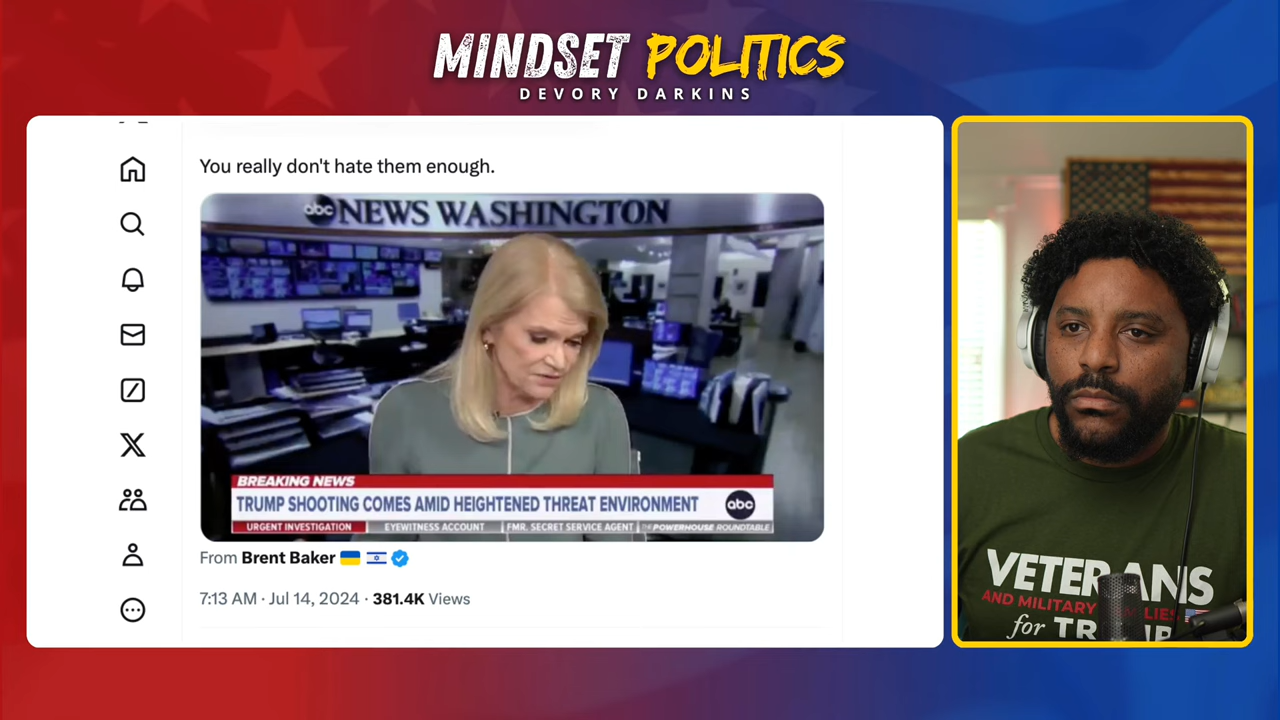 MINDSET POLITICS
DEVORY DARKINS
You really don't hate them enough.
abc NEWS WASHINGTON
BREAKING NEWS
TRUMP SHOOTING COMES AMID HEIGHTENED THREAT ENVIRONMENT
abc
URGENT INVESTIGATION EYEWITNESS ACCOUNT FMR. SECRET SERVICE AGENT THE POWERHOUSE ROUNDTABLE
From Brent Baker
7:13 AM · Jul 14, 2024 · 381.4K Views
VETERANS
AND MILITARY
for TR